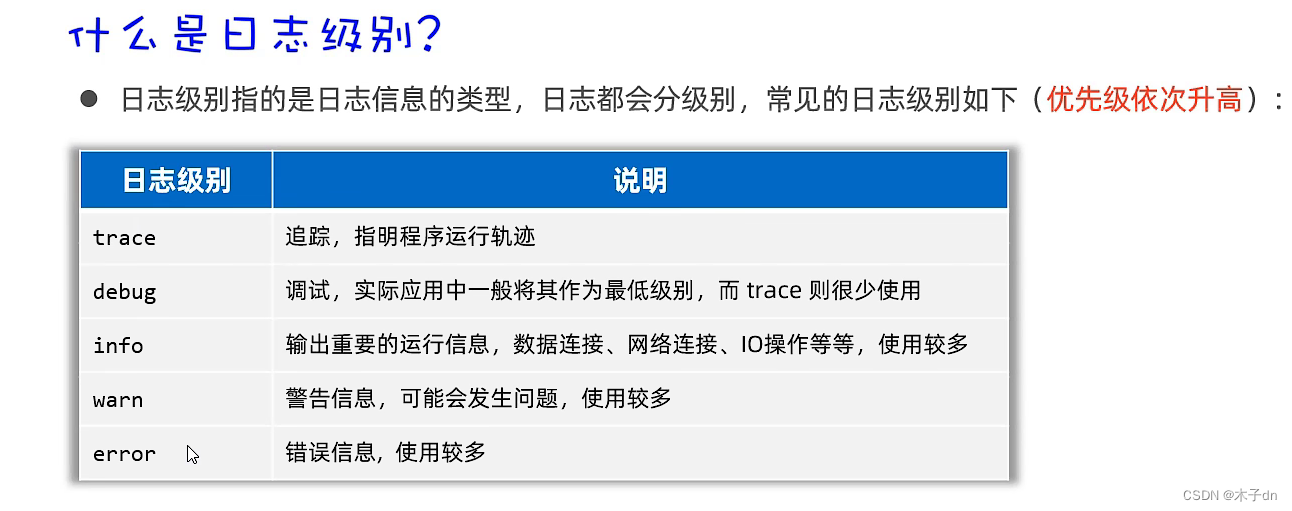 什么是日志级别?
● 日志级别指的是日志信息的类型，日志都会分级别，常见的日志级别如下（优先级依次升高）：
日志级别 说明
trace 追踪，指明程序运行轨迹
debug 调试，实际应用中一般将其作为最低级别，而 trace 则很少使用
info 输出重要的运行信息，数据连接、网络连接、IO操作等等，使用较多
warn 警告信息，可能会发生问题，使用较多
error 错误信息，使用较多
CSDN @木子dn